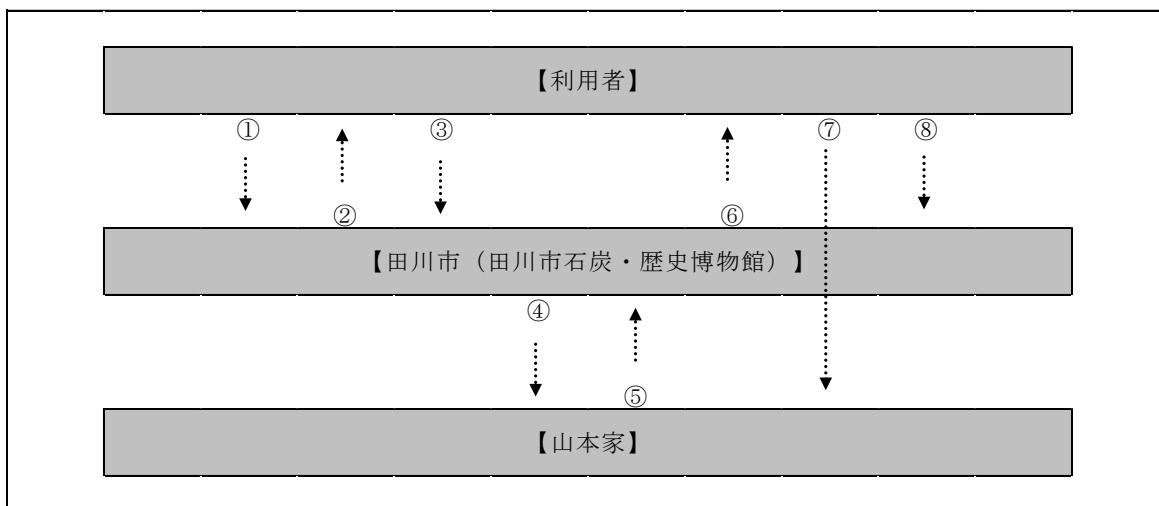 【利用者】
① ③ ⑦ ⑧
② ⑥
【田川市(田川市石炭・歴史博物館)】
④
⑤
【山本家】